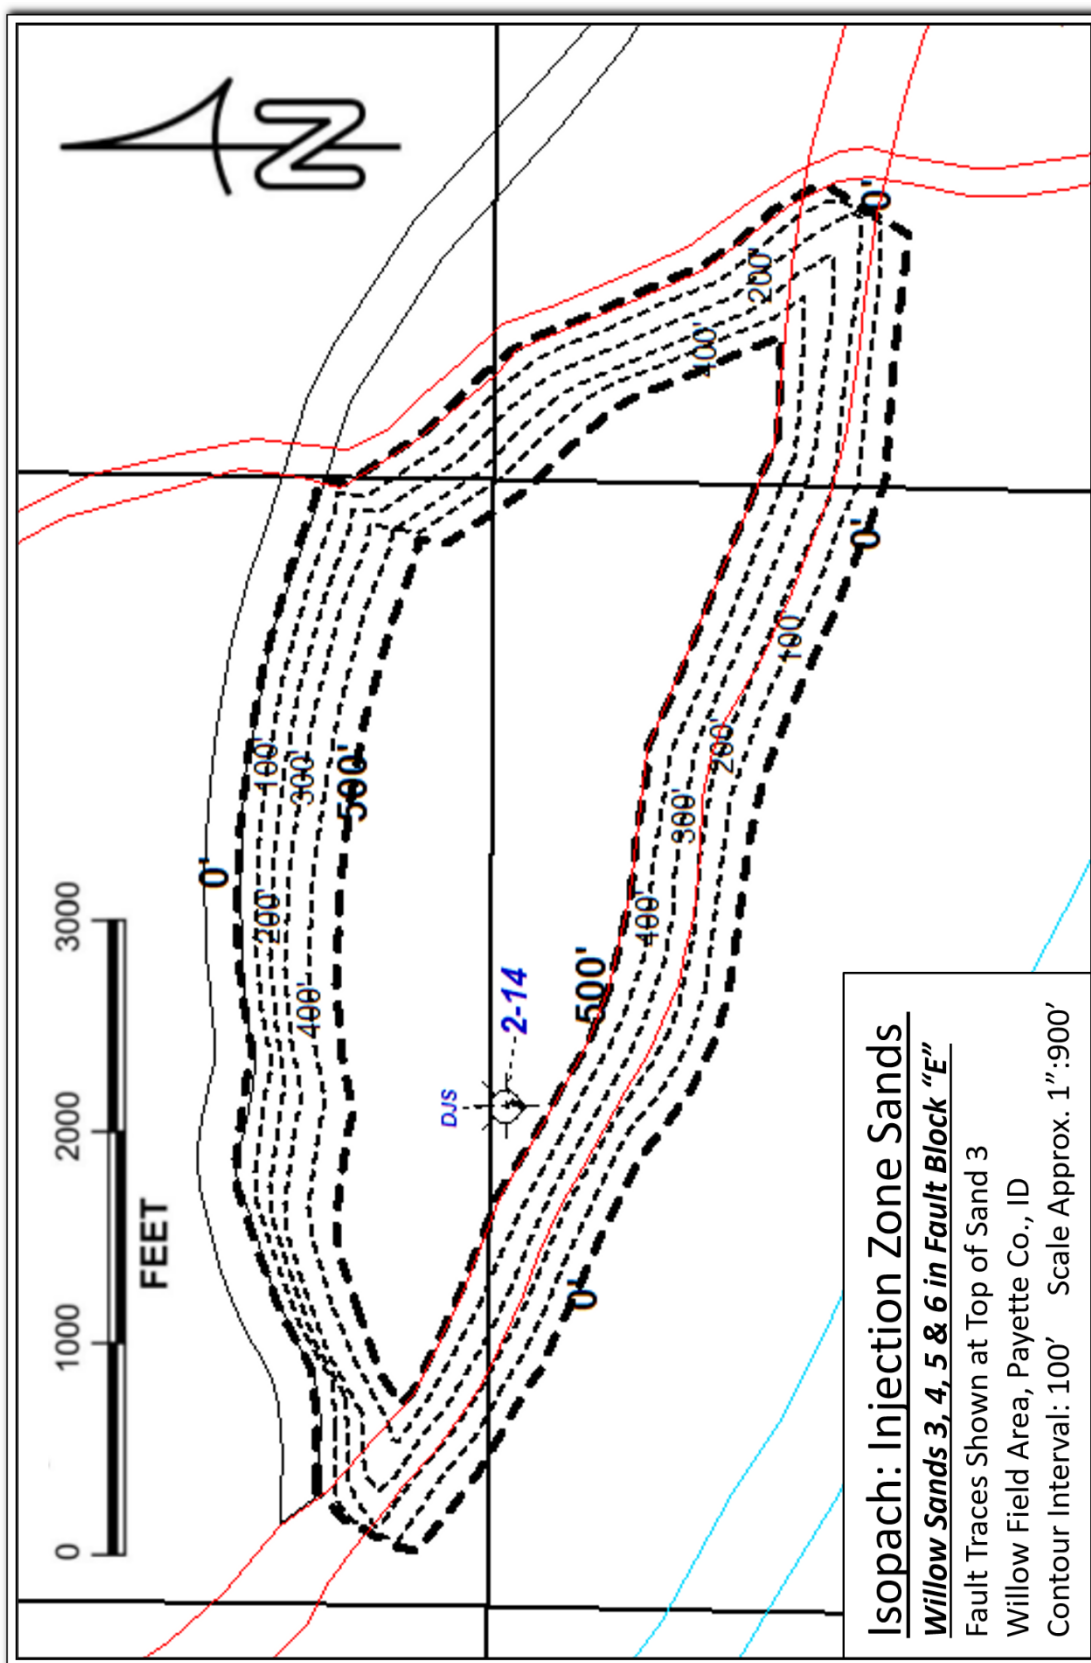 0 1000 2000 3000
FEET
N
0'
100'
200'
300'
400'
500'
DJS
2-14
0'
500'
400'
300'
400'
200'
200'
100'
0'
0'
Isopach: Injection Zone Sands
Willow Sands 3, 4, 5 & 6 in Fault Block “E”
Fault Traces Shown at Top of Sand 3
Willow Field Area, Payette Co., ID
Contour Interval: 100’ Scale Approx. 1”:900’